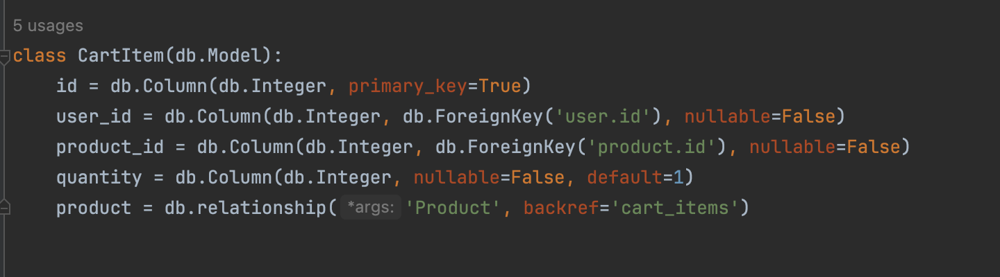 5 usages
class CartItem(db.Model):
    id = db.Column(db.Integer, primary_key=True)
    user_id = db.Column(db.Integer, db.ForeignKey('user.id'), nullable=False)
    product_id = db.Column(db.Integer, db.ForeignKey('product.id'), nullable=False)
    quantity = db.Column(db.Integer, nullable=False, default=1)
    product = db.relationship( *args: 'Product', backref='cart_items')